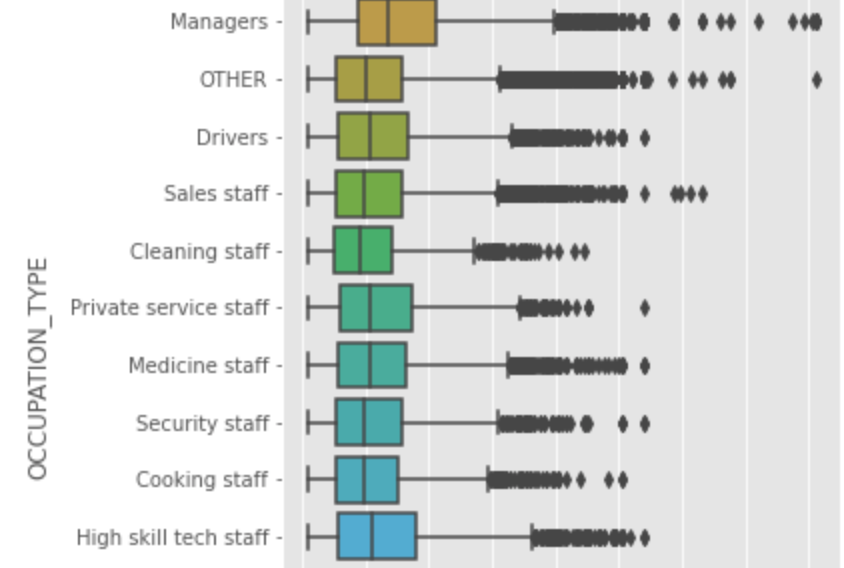 Managers
OTHER
Drivers
Sales staff
Cleaning staff
Private service staff
Medicine staff
Security staff
Cooking staff
High skill tech staff
OCCUPATION_TYPE